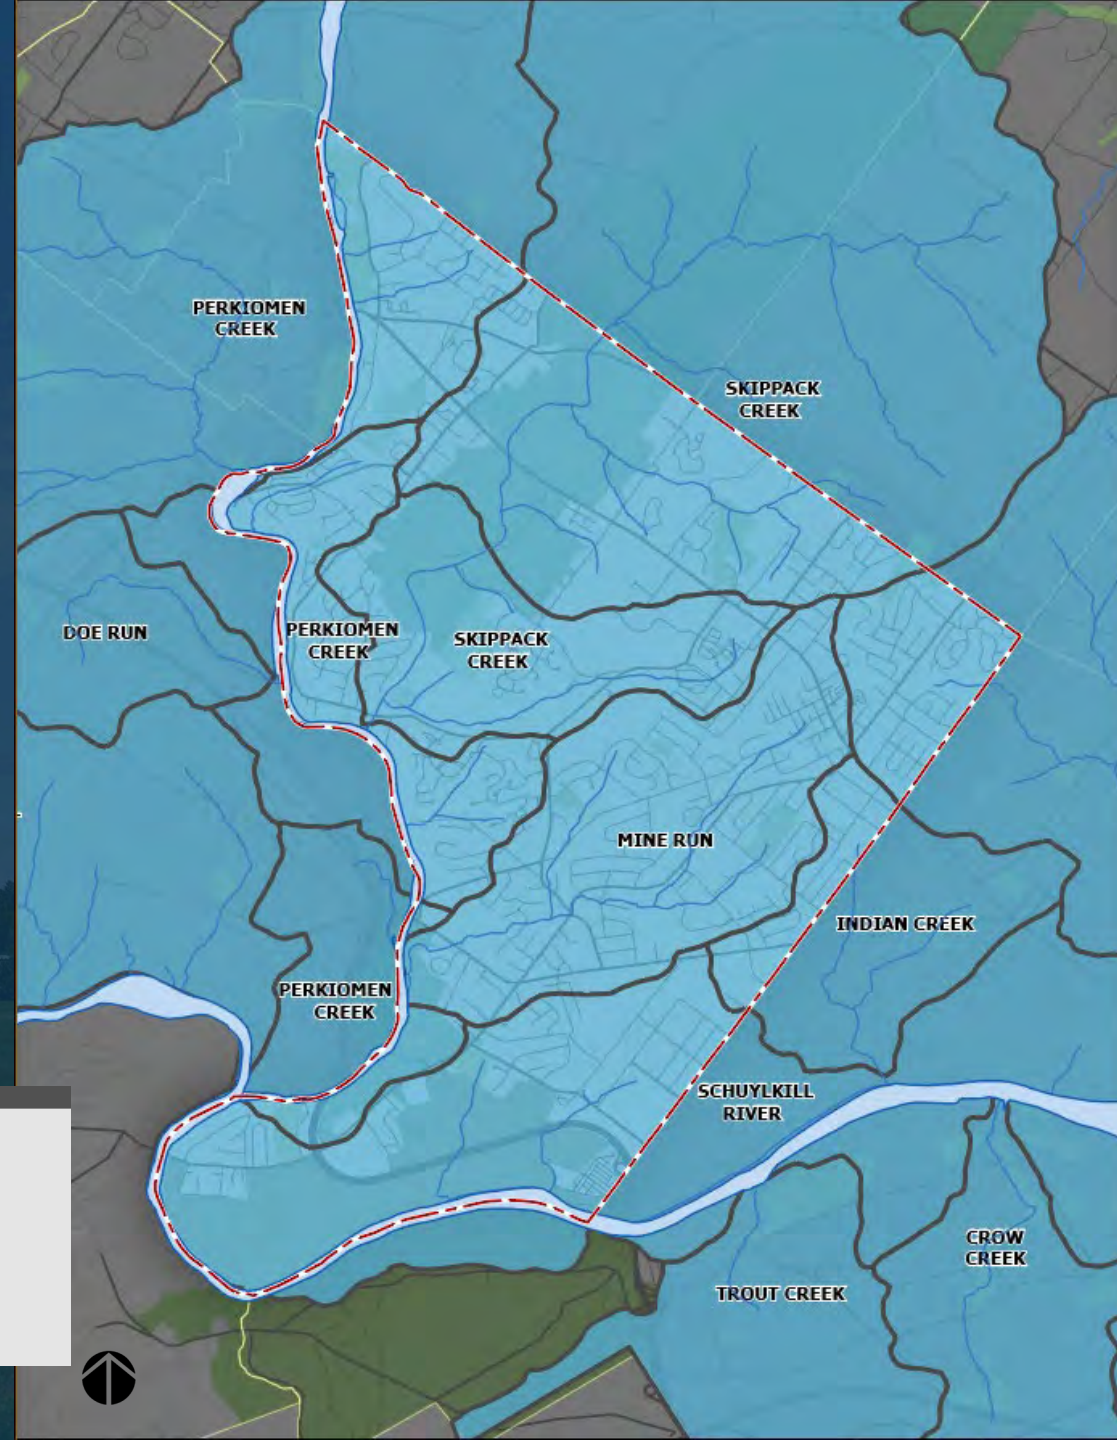 PERKIOMEN
CREEK
SKIPPACK
CREEK
DOE RUN
PERKIOMEN
CREEK
SKIPPACK
CREEK
MINE RUN
INDIAN CREEK
PERKIOMEN
CREEK
SCHUYLKILL
RIVER
CROW
CREEK
TROUT CREEK